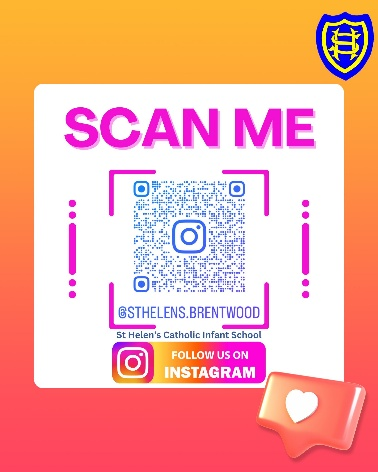 SCAN ME
@STHELENS.BRENTWOOD
St Helen's Catholic Infant School
FOLLOW US ON
INSTAGRAM